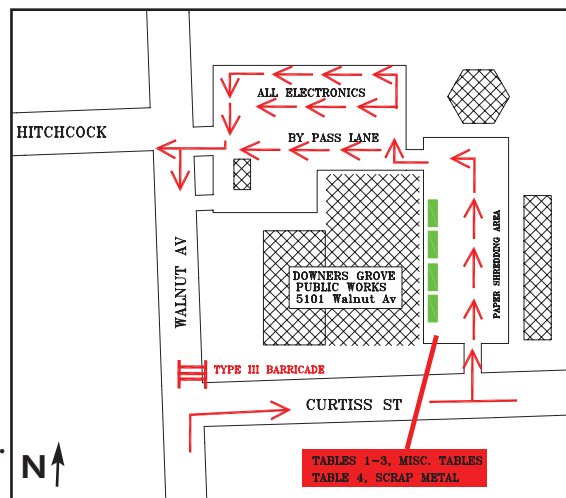 ALL ELECTRONICS
HITCHCOCK
BY PASS LANE
PAPER SHREDDING AREA
WALNUT AV
DOWNERS GROVE
PUBLIC WORKS
5101 Walnut Av
TYPE III BARRICADE
CURTISS ST
N
TABLES 1-3, MISC. TABLES
TABLE 4, SCRAP METAL